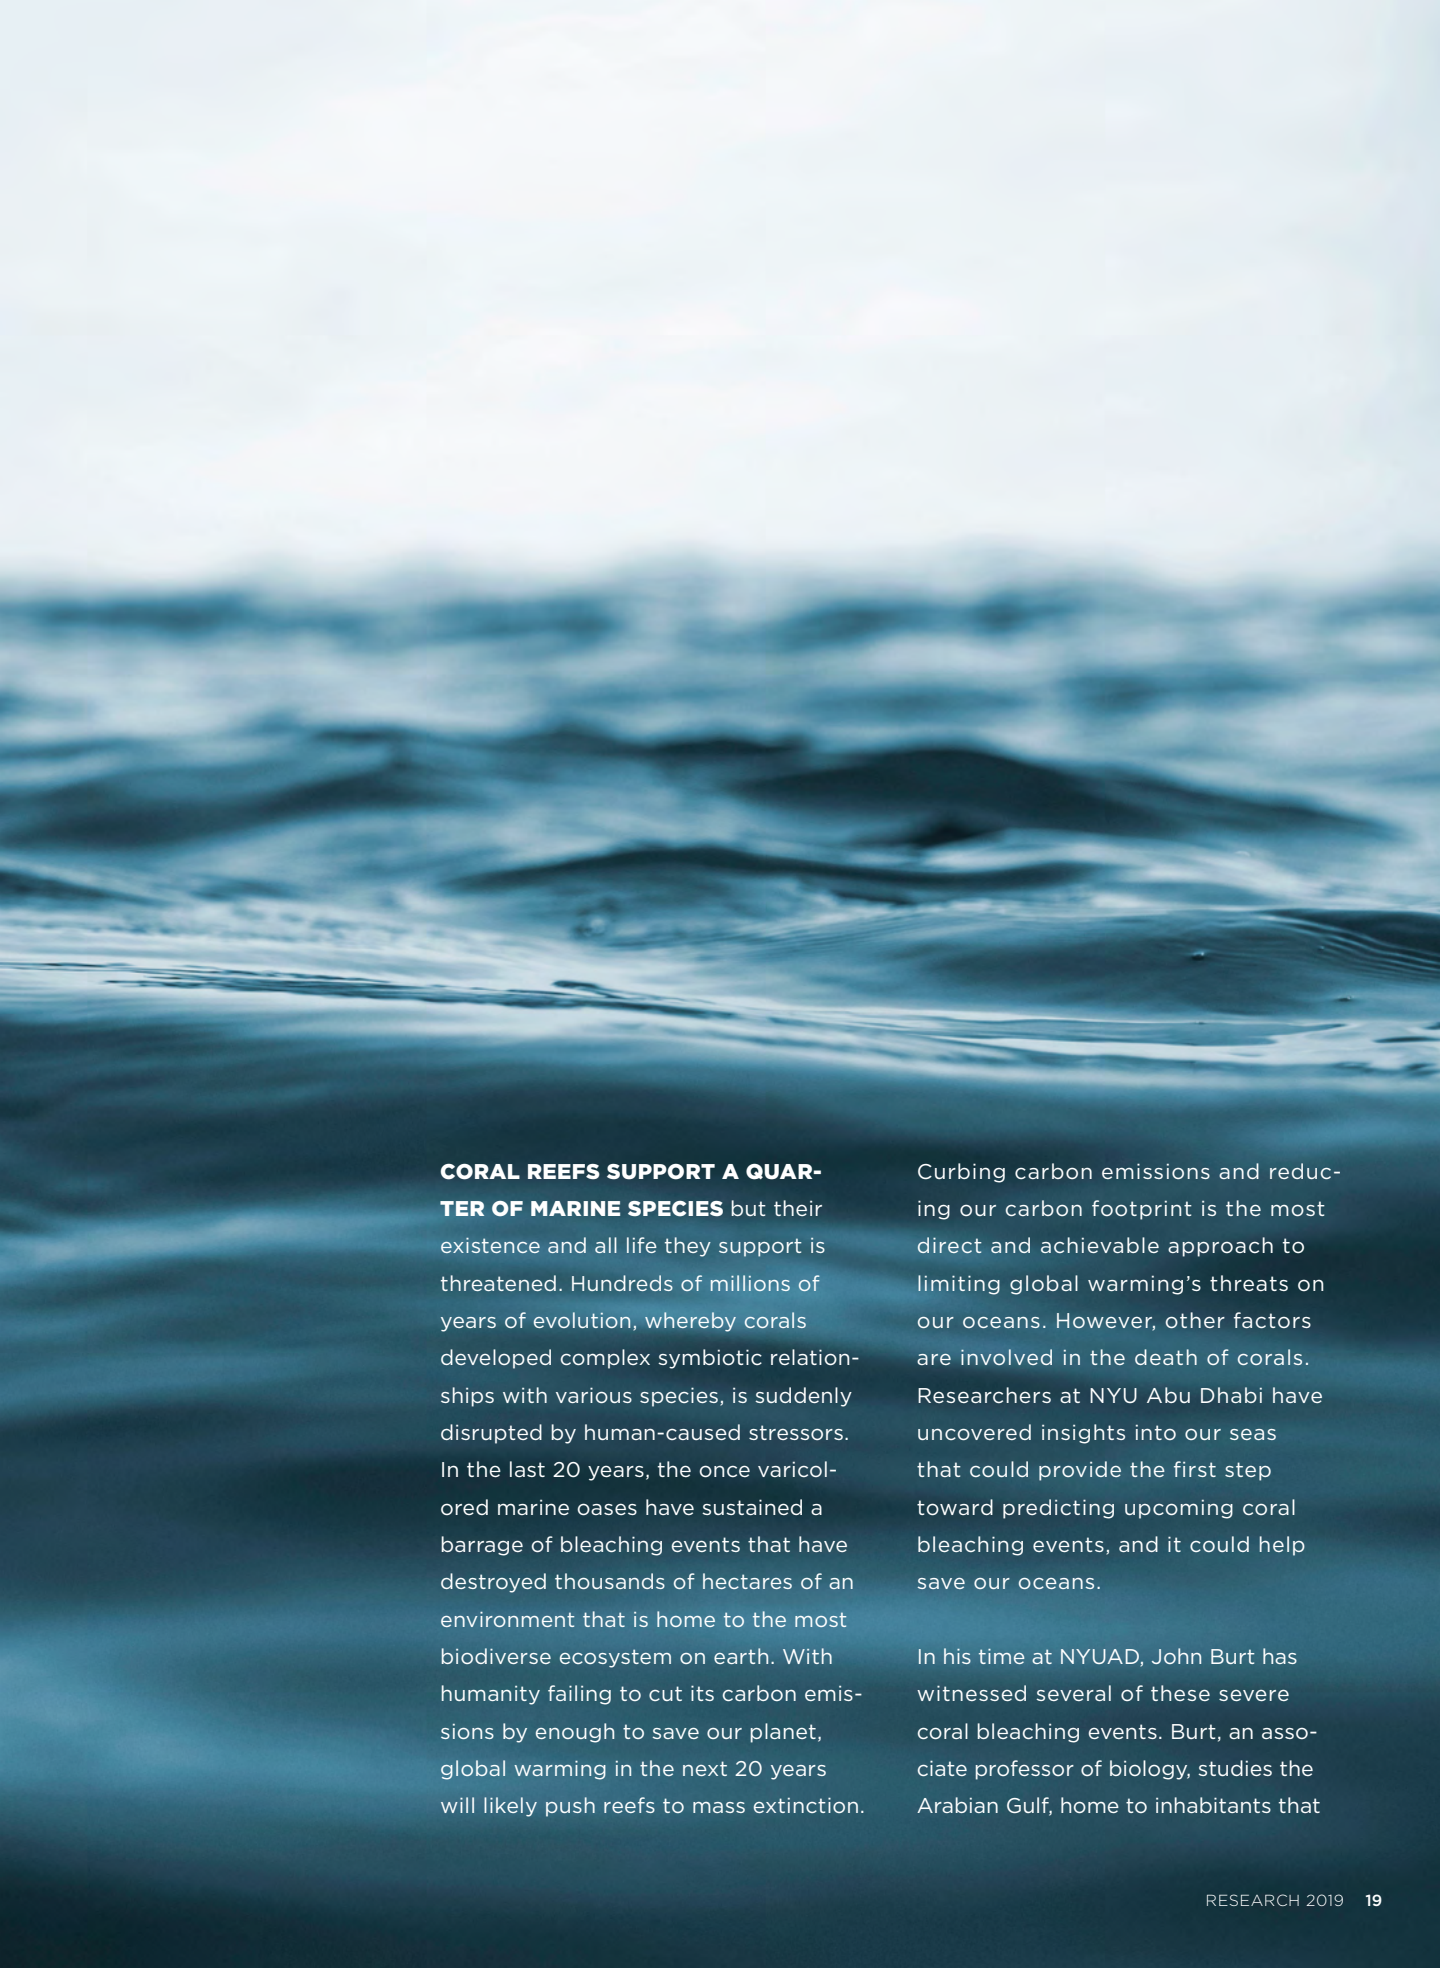 CORAL REEFS SUPPORT A QUAR-
TER OF MARINE SPECIES but their
existence and all life they support is
threatened. Hundreds of millions of
years of evolution, whereby corals
developed complex symbiotic relation-
ships with various species, is suddenly
disrupted by human-caused stressors.
In the last 20 years, the once varicol-
ored marine oases have sustained a
barrage of bleaching events that have
destroyed thousands of hectares of an
environment that is home to the most
biodiverse ecosystem on earth. With
humanity failing to cut its carbon emis-
sions by enough to save our planet,
global warming in the next 20 years
will likely push reefs to mass extinction.
Curbing carbon emissions and reduc-
ing our carbon footprint is the most
direct and achievable approach to
limiting global warming’s threats on
our oceans. However, other factors
are involved in the death of corals.
Researchers at NYU Abu Dhabi have
uncovered insights into our seas
that could provide the first step
toward predicting upcoming coral
bleaching events, and it could help
save our oceans.
In his time at NYUAD, John Burt has
witnessed several of these severe
coral bleaching events. Burt, an asso-
ciate professor of biology, studies the
Arabian Gulf, home to inhabitants that
RESEARCH 2019 19